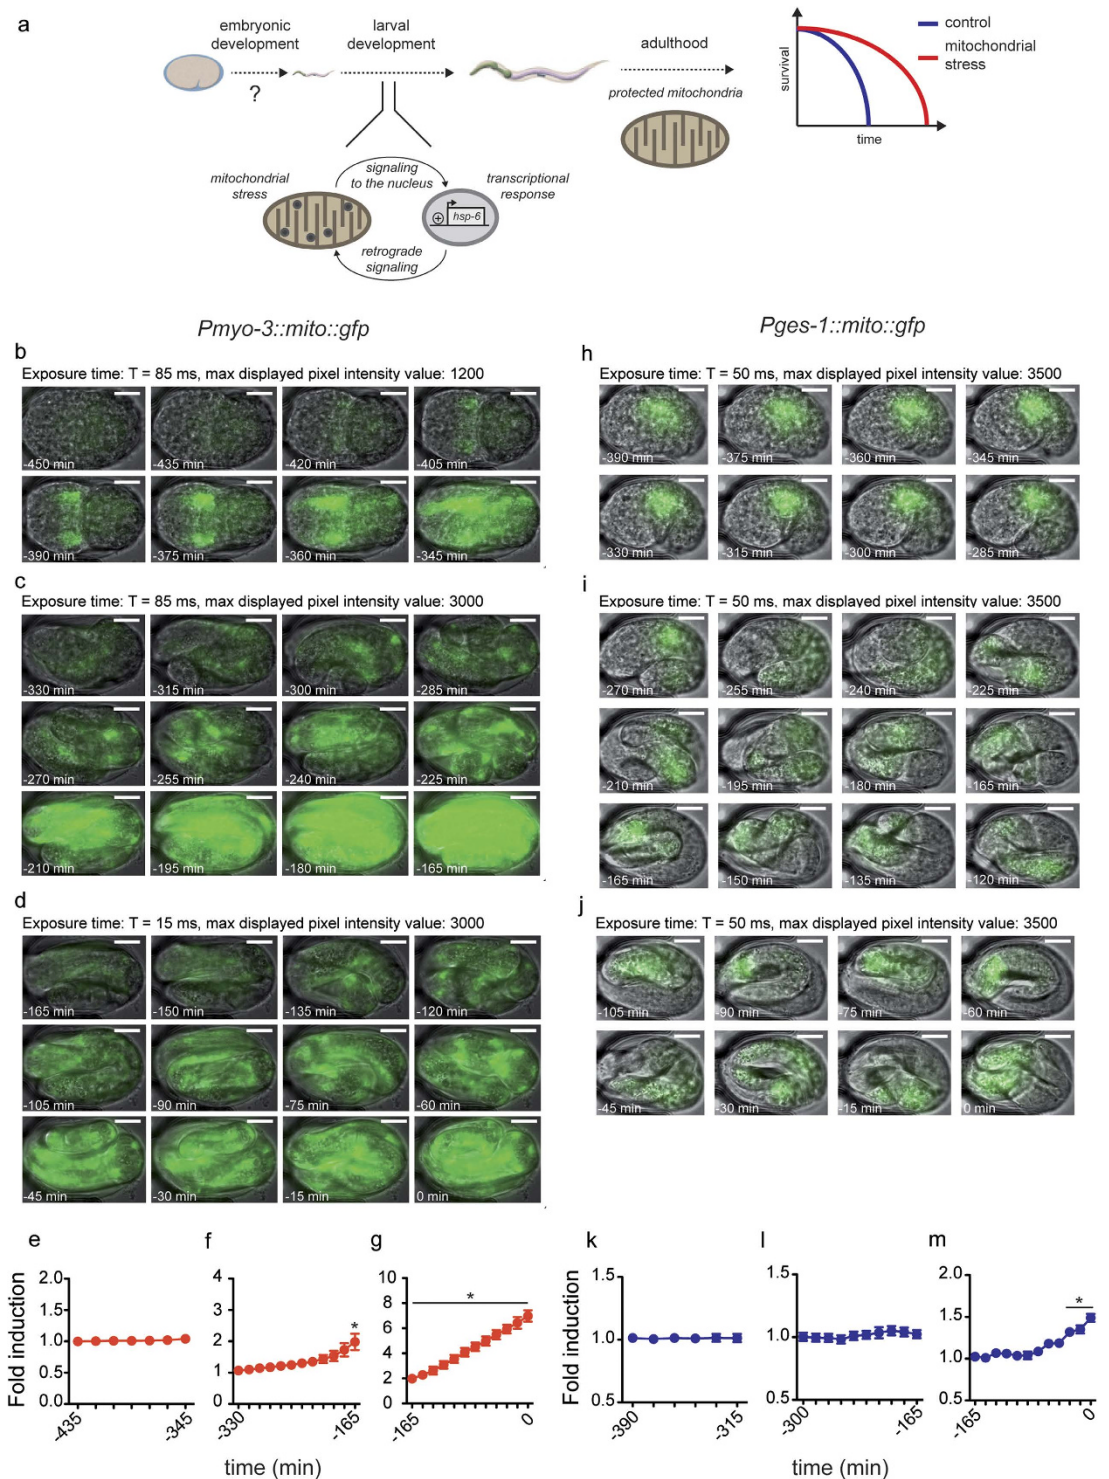 a
embryonic
development
larval
development
adulthood
?
protected mitochondria
survival
time
control
mitochondrial
stress
mitochondrial
stress
signaling
to the nucleus
transcriptional
response
hsp-6
retrograde
signaling
Pmyo-3::mito::gfp
b
Exposure time: T = 85 ms, max displayed pixel intensity value: 1200
-450 min -435 min -420 min -405 min
-390 min -375 min -360 min -345 min
c
Exposure time: T = 85 ms, max displayed pixel intensity value: 3000
-330 min -315 min -300 min -285 min
-270 min -255 min -240 min -225 min
-210 min -195 min -180 min -165 min
d
Exposure time: T = 15 ms, max displayed pixel intensity value: 3000
-165 min -150 min -135 min -120 min
-105 min -90 min -75 min -60 min
-45 min -30 min -15 min 0 min
Pges-1::mito::gfp
h
Exposure time: T = 50 ms, max displayed pixel intensity value: 3500
-390 min -375 min -360 min -345 min
-330 min -315 min -300 min -285 min
i
Exposure time: T = 50 ms, max displayed pixel intensity value: 3500
-270 min -255 min -240 min -225 min
-210 min -195 min -180 min -165 min
-165 min -150 min -135 min -120 min
j
Exposure time: T = 50 ms, max displayed pixel intensity value: 3500
-105 min -90 min -75 min -60 min
-45 min -30 min -15 min 0 min
e
Fold induction
2.0
1.5
1.0
0.5
0.0
-435 -345
f
4
3
2
1
0
*
-330 -165
g
10
8
6
4
2
0
*
-165 0
time (min)
k
Fold induction
1.5
1.0
0.5
-390 -315
l
1.5
1.0
0.5
-300 -165
m
2.0
1.5
1.0
0.5
*
-165 0
time (min)